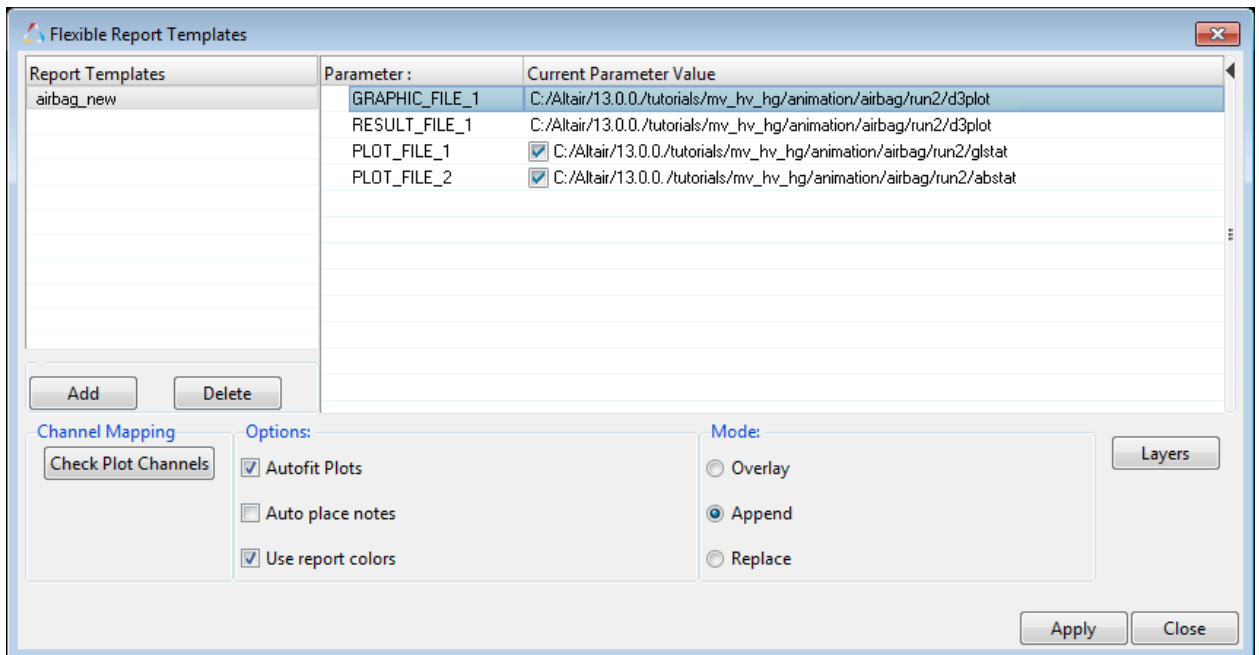 Flexible Report Templates
Report Templates
airbag_new
Parameter : Current Parameter Value
GRAPHIC_FILE_1 C:/Altair/13.0.0./tutorials/mv_hv_hg/animation/airbag/run2/d3plot
RESULT_FILE_1 C:/Altair/13.0.0./tutorials/mv_hv_hg/animation/airbag/run2/d3plot
PLOT_FILE_1 C:/Altair/13.0.0./tutorials/mv_hv_hg/animation/airbag/run2/glstat
PLOT_FILE_2 C:/Altair/13.0.0. /tutorials/mv_hv_hg/animation/airbag/run2/abstat
Add Delete
Channel Mapping
Check Plot Channels
Options:
Autofit Plots
Auto place notes
Use report colors
Mode:
Overlay
Append
Replace
Layers
Apply Close